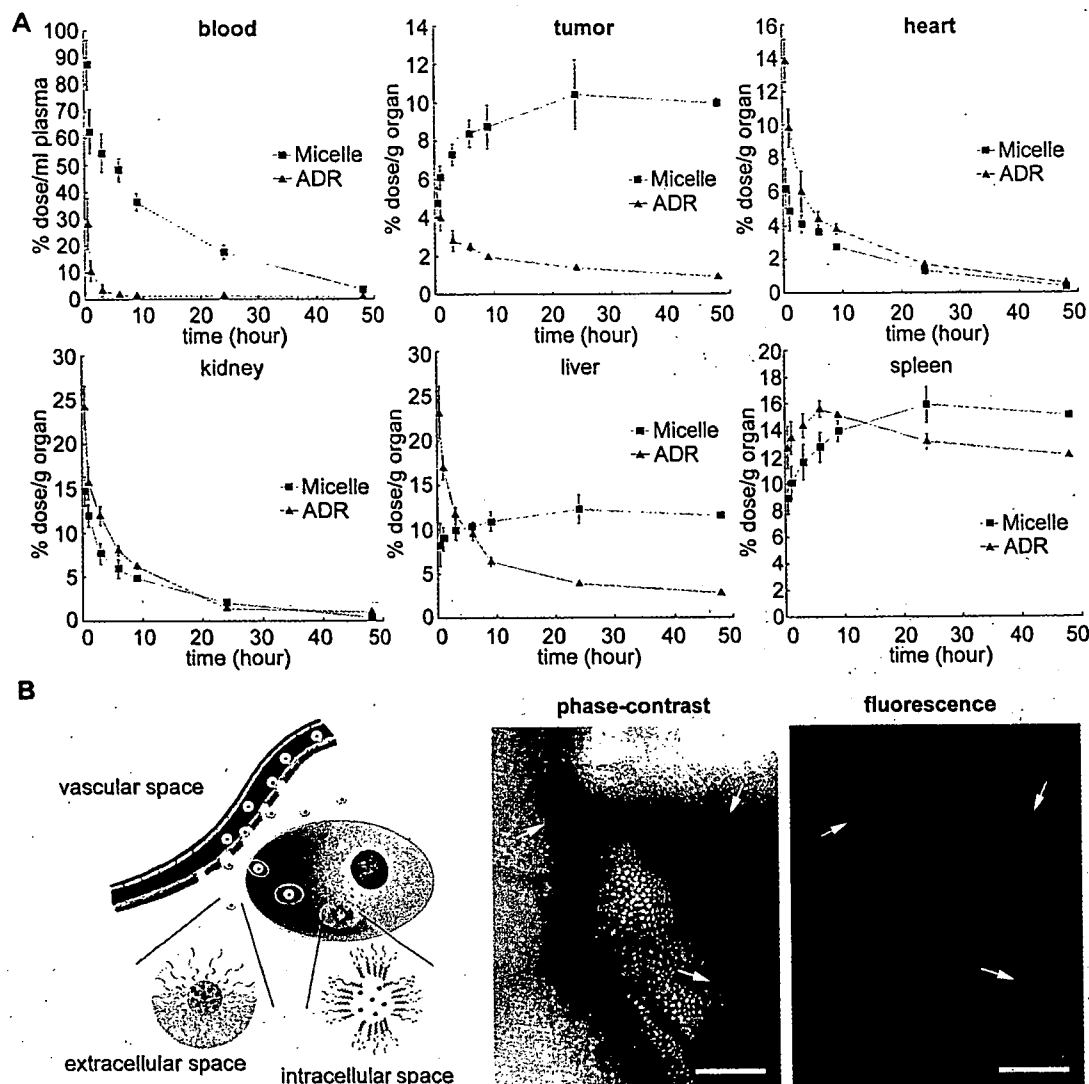 A
blood
% dose/ml plasma
100
90
80
70
60
50
40
30
20
10
0
Micelle
ADR
0 10 20 30 40 50
time (hour)
tumor
% dose/g organ
14
12
10
8
6
4
2
0
Micelle
ADR
0 10 20 30 40 50
time (hour)
heart
% dose/g organ
16
14
12
10
8
6
4
2
0
Micelle
ADR
0 10 20 30 40 50
time (hour)
kidney
% dose/g organ
30
25
20
15
10
5
0
Micelle
ADR
0 10 20 30 40 50
time (hour)
liver
% dose/g organ
30
25
20
15
10
5
0
Micelle
ADR
0 10 20 30 40 50
time (hour)
spleen
% dose/g organ
20
18
16
14
12
10
8
6
4
2
0
Micelle
ADR
0 10 20 30 40 50
time (hour)
B
vascular space
extracellular space
intracellular space
phase-contrast
fluorescence